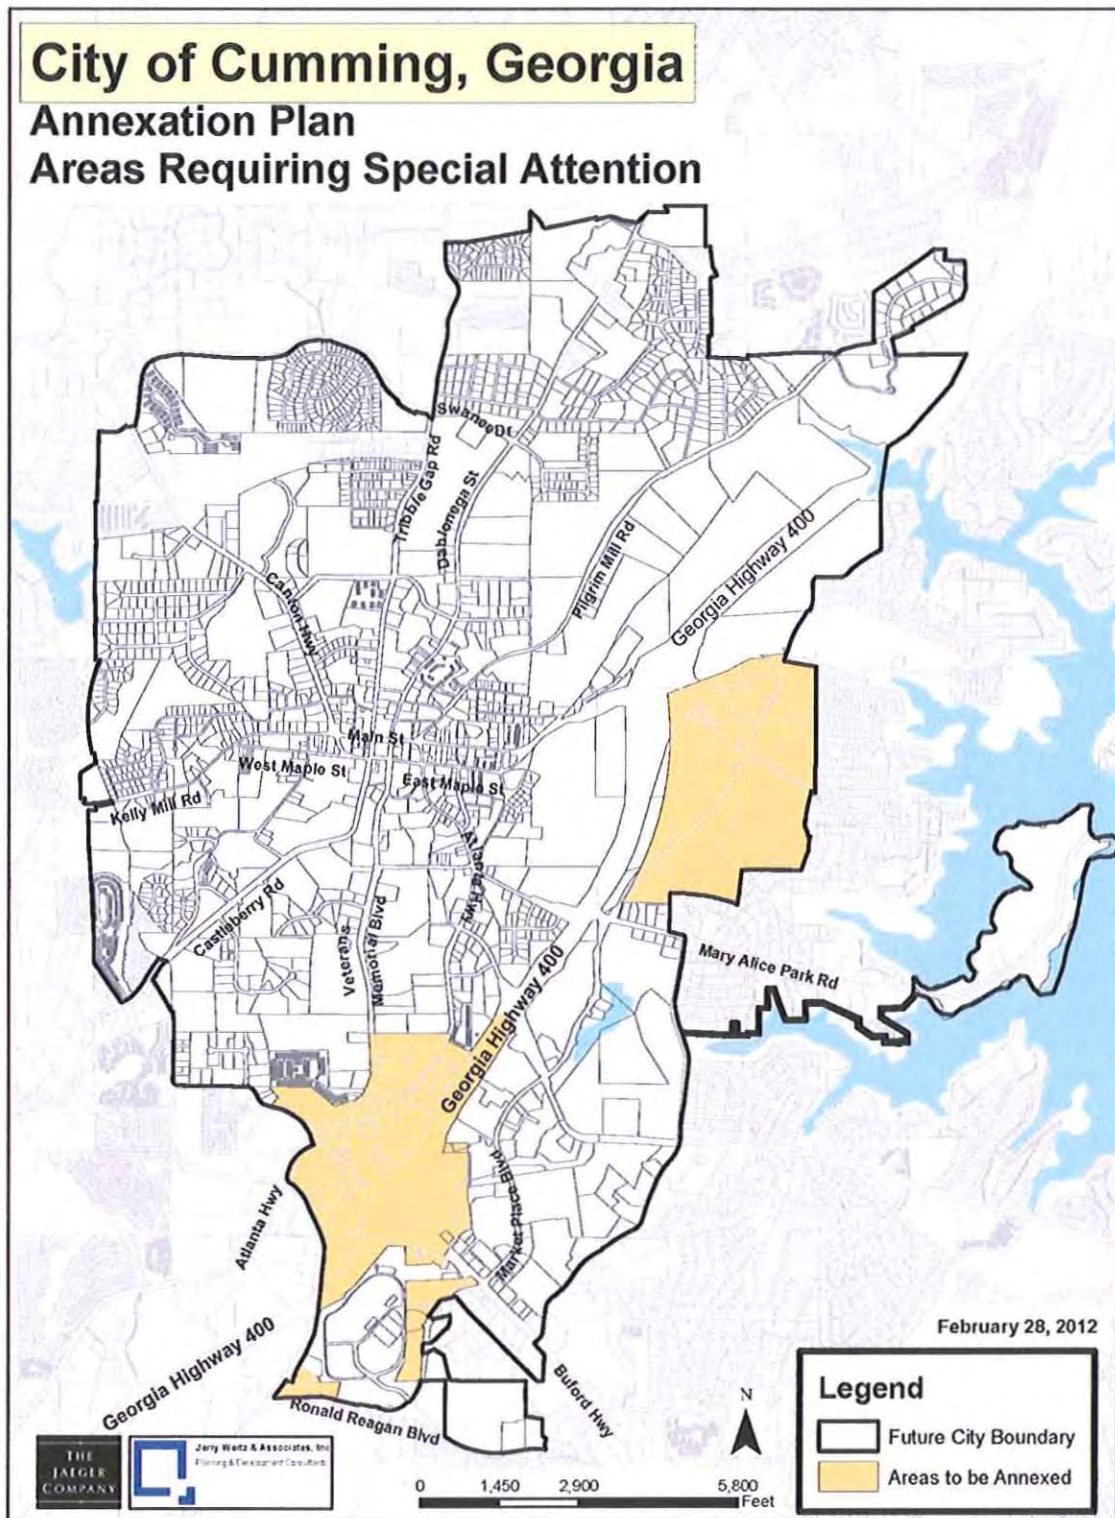 City of Cumming, Georgia
Annexation Plan
Areas Requiring Special Attention
Swanee Dr
Tribble Gap Rd
Dahlonega St
Pilgrim Mill Rd
Georgia Highway 400
Canton Hwy
Main St
West Maple St
East Maple St
Kelly Mill Rd
Atlanta Hwy
Castleberry Rd
Veterans
Memorial Blvd
Mary Alice Park Rd
Georgia Highway 400
Market Place Blvd
Atlanta Hwy
Georgia Highway 400
Buford Hwy
Ronald Reagan Blvd
February 28, 2012
Legend
Future City Boundary
Areas to be Annexed
N
0 1,450 2,900 5,800
Feet
THE
JAEGER
COMPANY
Jerry Weitz & Associates, Inc
Planning & Development Consultants